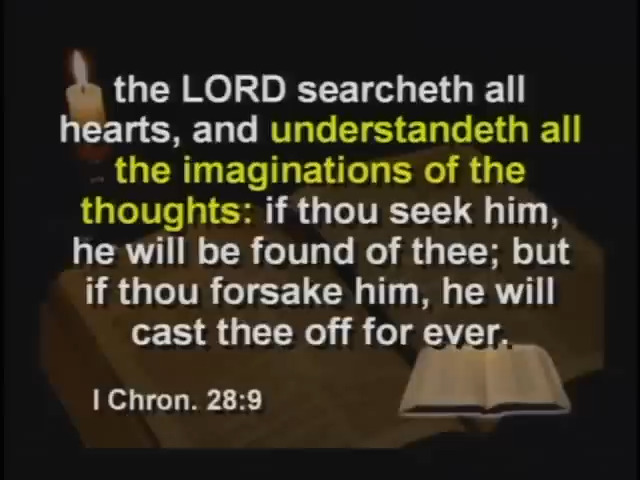 the LORD searcheth all
hearts, and understandeth all
the imaginations of the
thoughts: if thou seek him,
he will be found of thee; but
if thou forsake him, he will
cast thee off for ever.
I Chron. 28:9